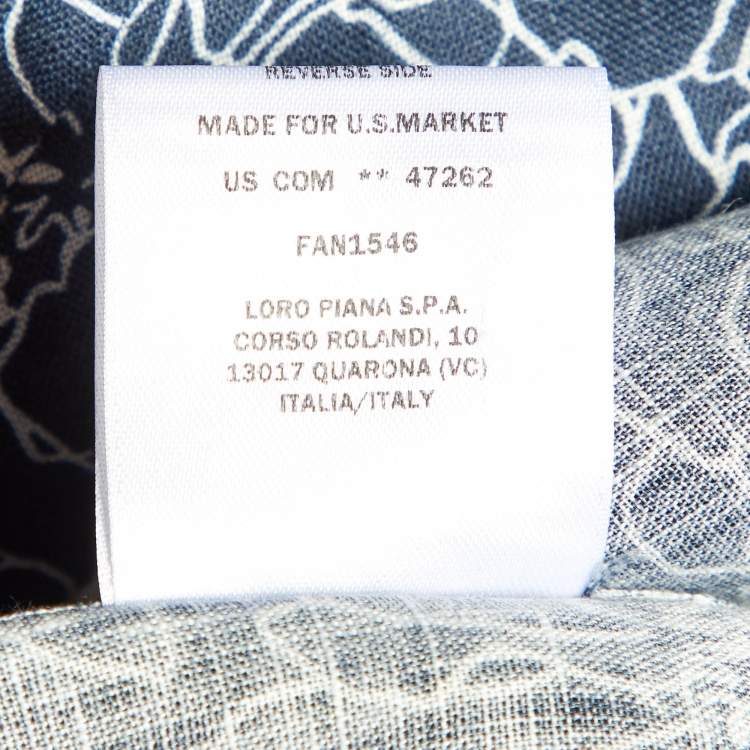 REVERSE SIDE
MADE FOR U.S.MARKET
US COM ** 47262
FAN1546
LORO PIANA S.P.A.
CORSO ROLANDI, 10
13017 QUARONA (VC)
ITALIA/ITALY